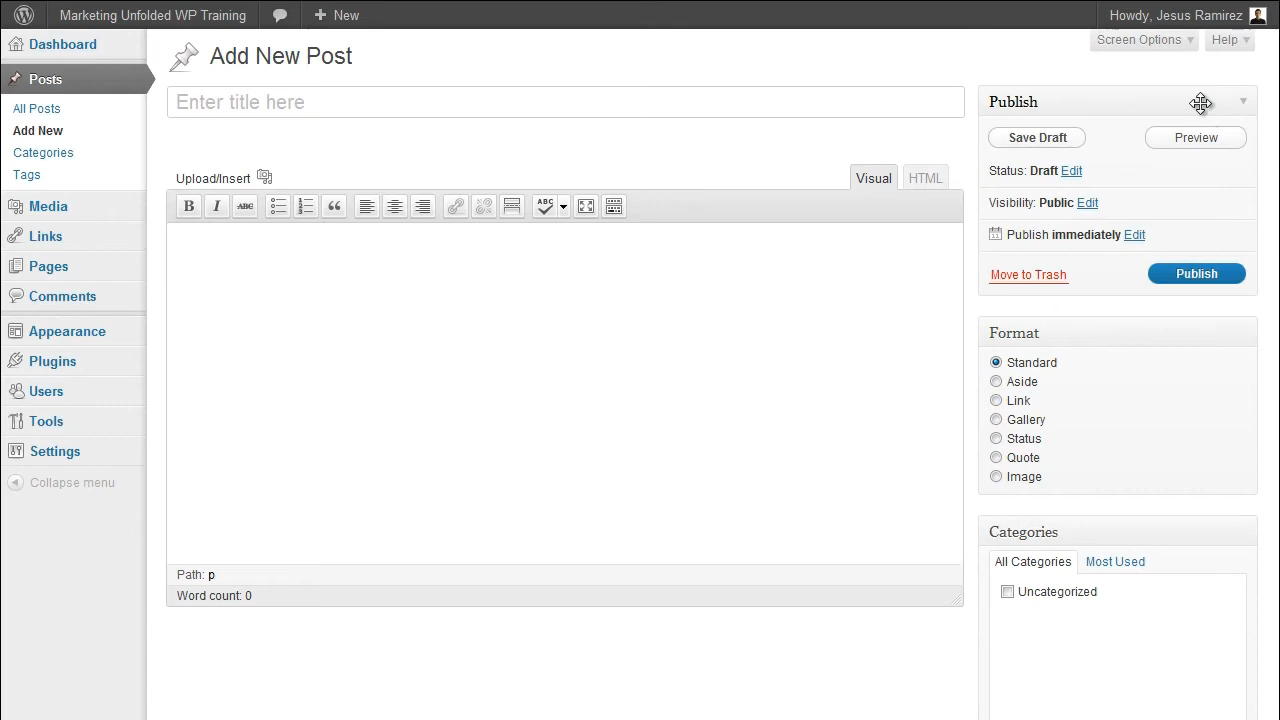 Marketing Unfolded WP Training
New
Howdy, Jesus Ramirez
Screen Options
Help
Dashboard
Posts
All Posts
Add New
Categories
Tags
Media
Links
Pages
Comments
Appearance
Plugins
Users
Tools
Settings
Collapse menu
Add New Post
Enter title here
Upload/Insert
Visual
HTML
B I ABC
ABC
Path: p
Word count: 0
Publish
Save Draft
Preview
Status: Draft Edit
Visibility: Public Edit
Publish immediately Edit
Move to Trash
Publish
Format
Standard
Aside
Link
Gallery
Status
Quote
Image
Categories
All Categories
Most Used
Uncategorized